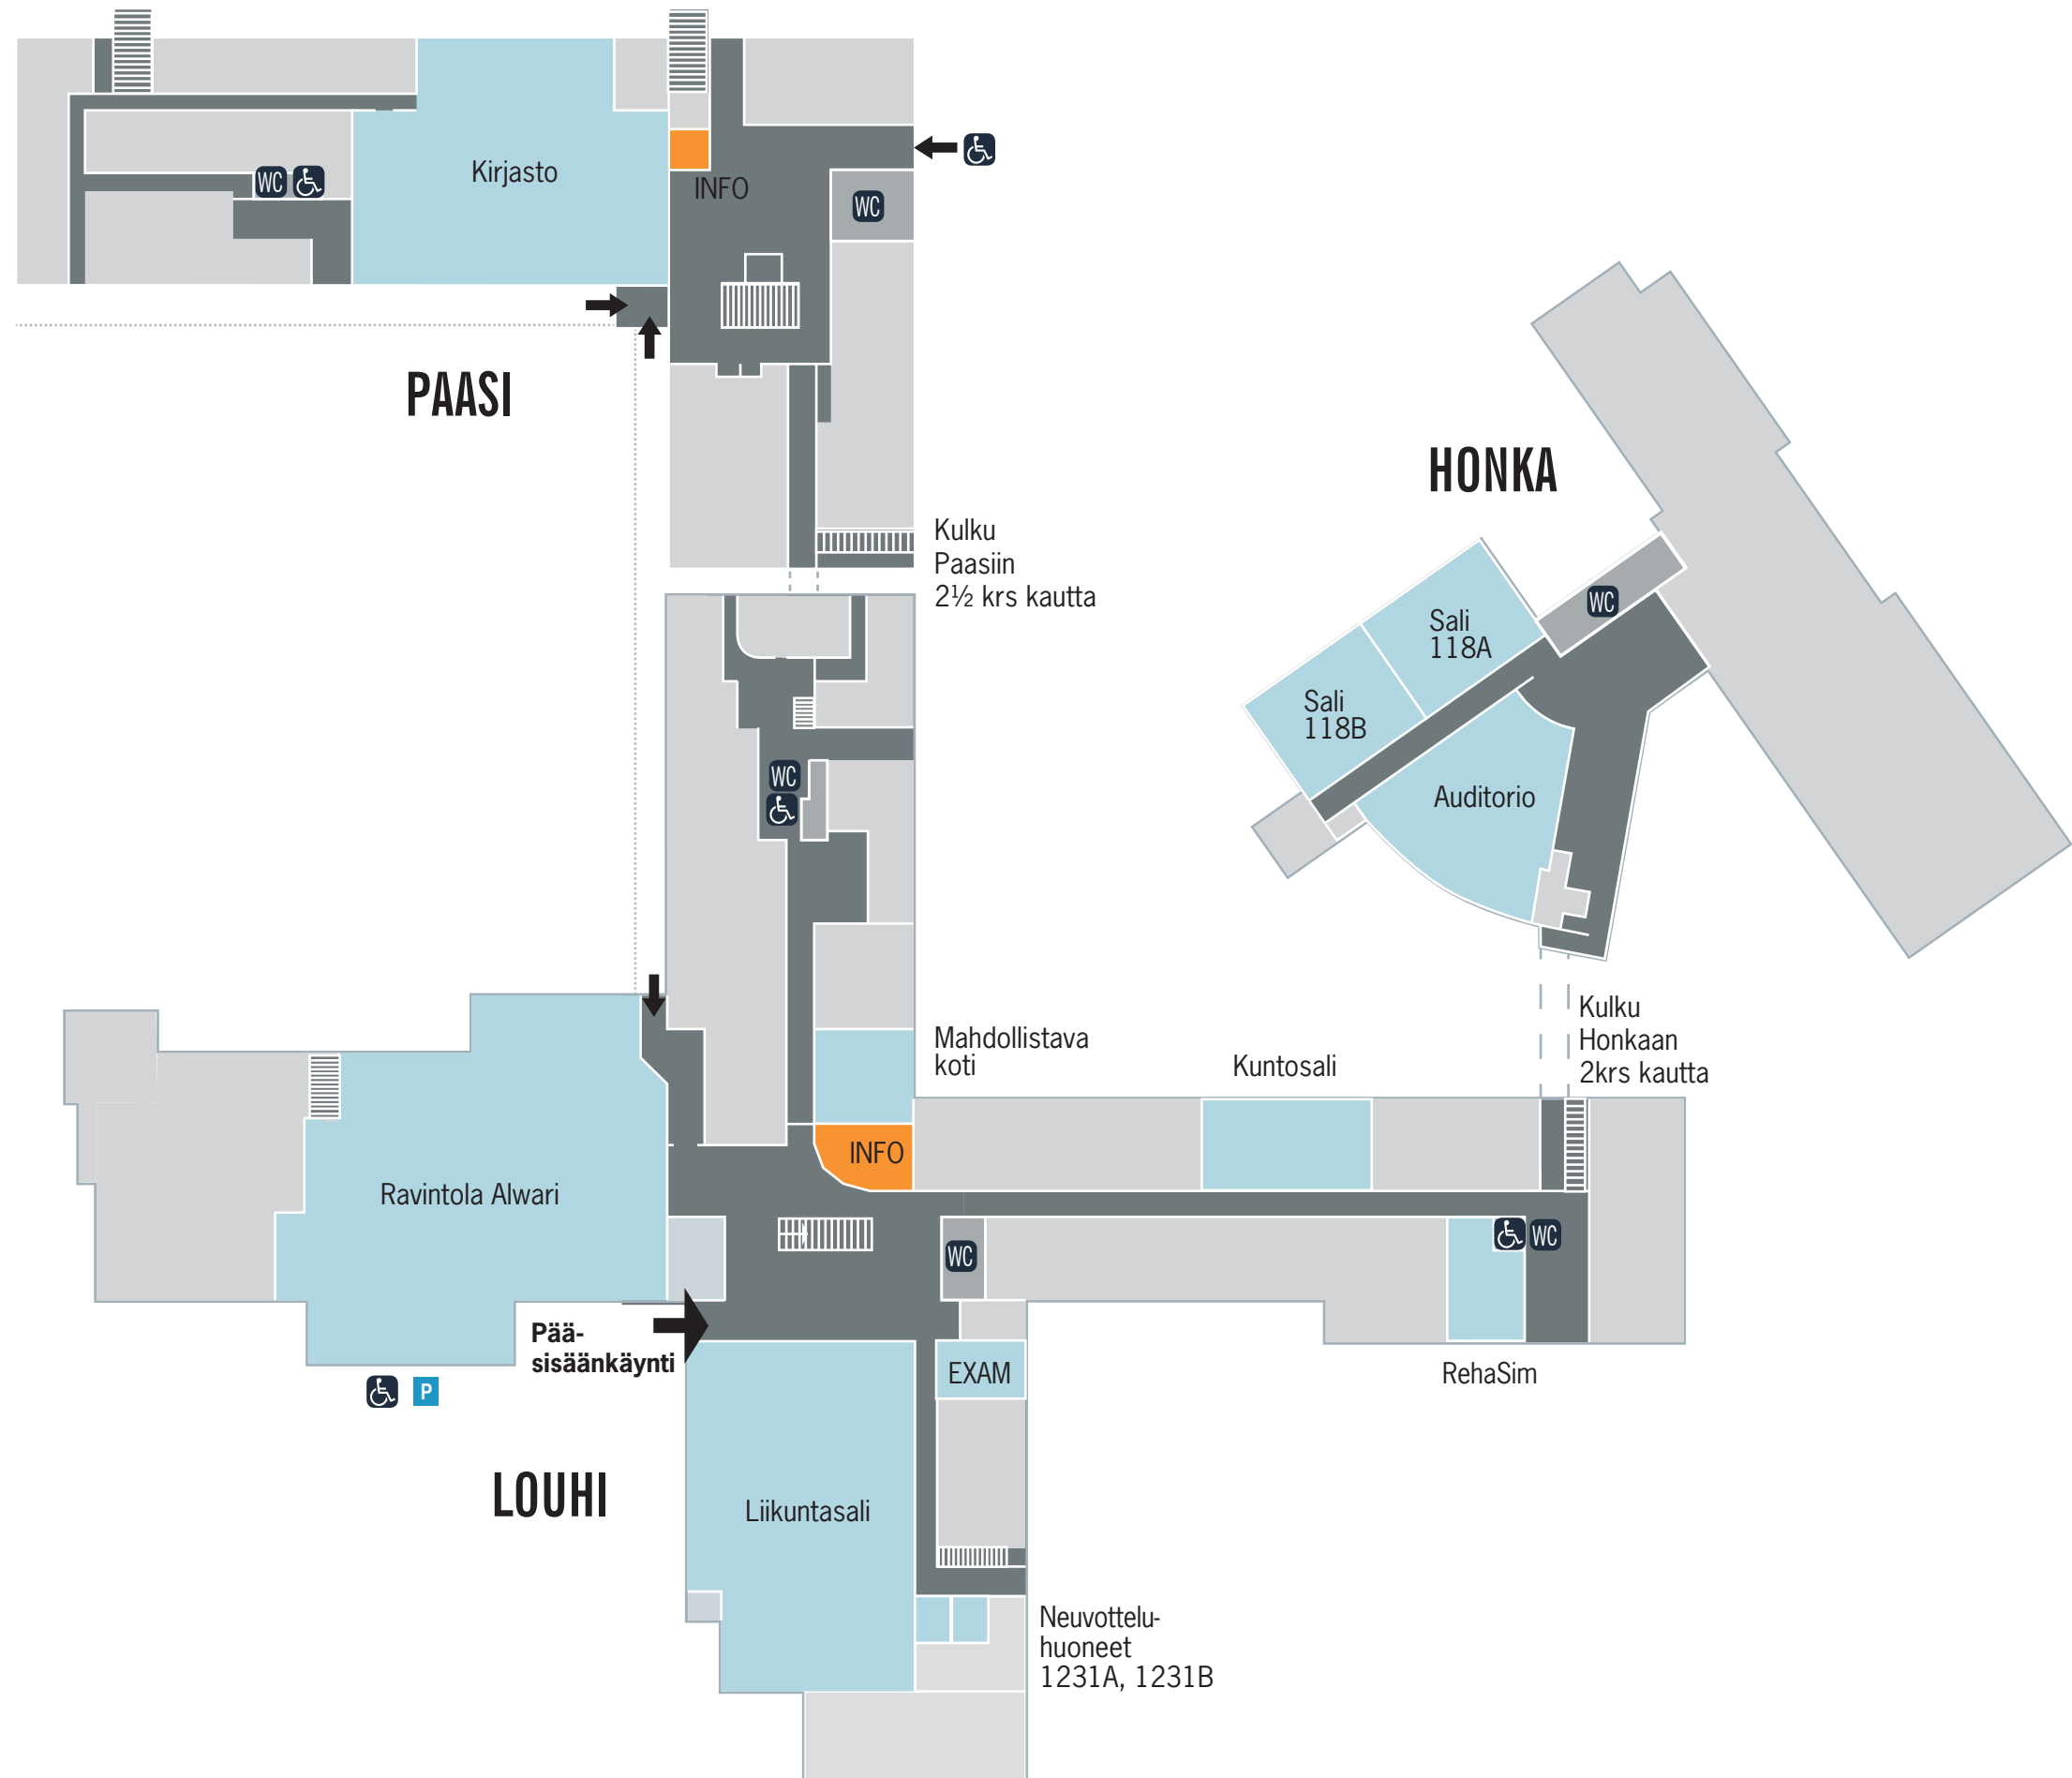 Kirjasto
INFO
WC
WC
PAASI
Kulku
Paasiin
2½ krs kautta
HONKA
WC
Sali
118A
Sali
118B
Auditorio
WC
Kulku
Honkaan
2krs kautta
Mahdollistava
koti
Kuntosali
INFO
Ravintola Alwari
WC
WC
Pää-
sisäänkäynti
EXAM
RehaSim
P
LOUHI
Liikuntasali
Neuvottelu-
huoneet
1231A, 1231B